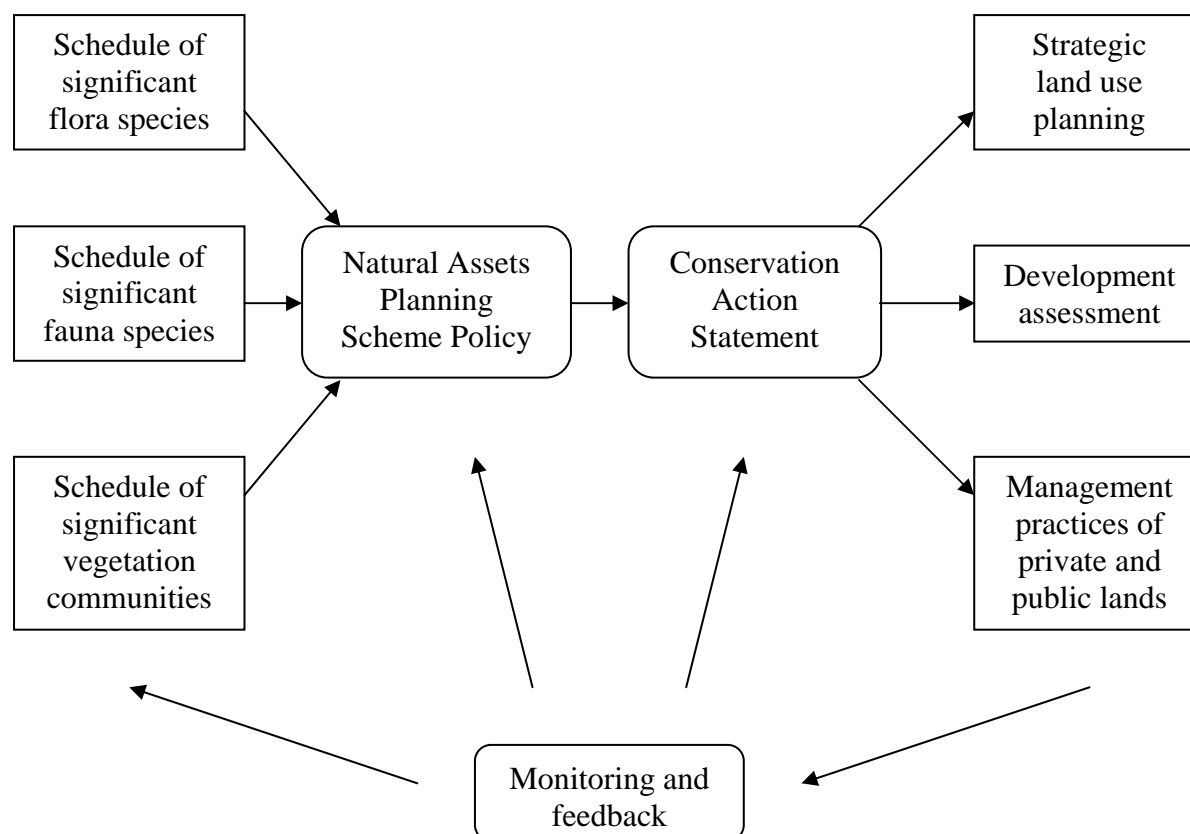 Schedule of
significant
flora species
Schedule of
significant
fauna species
Schedule of
significant
vegetation
communities
Natural Assets
Planning
Scheme Policy
Conservation
Action
Statement
Strategic
land use
planning
Development
assessment
Management
practices of
private and
public lands
Monitoring and
feedback